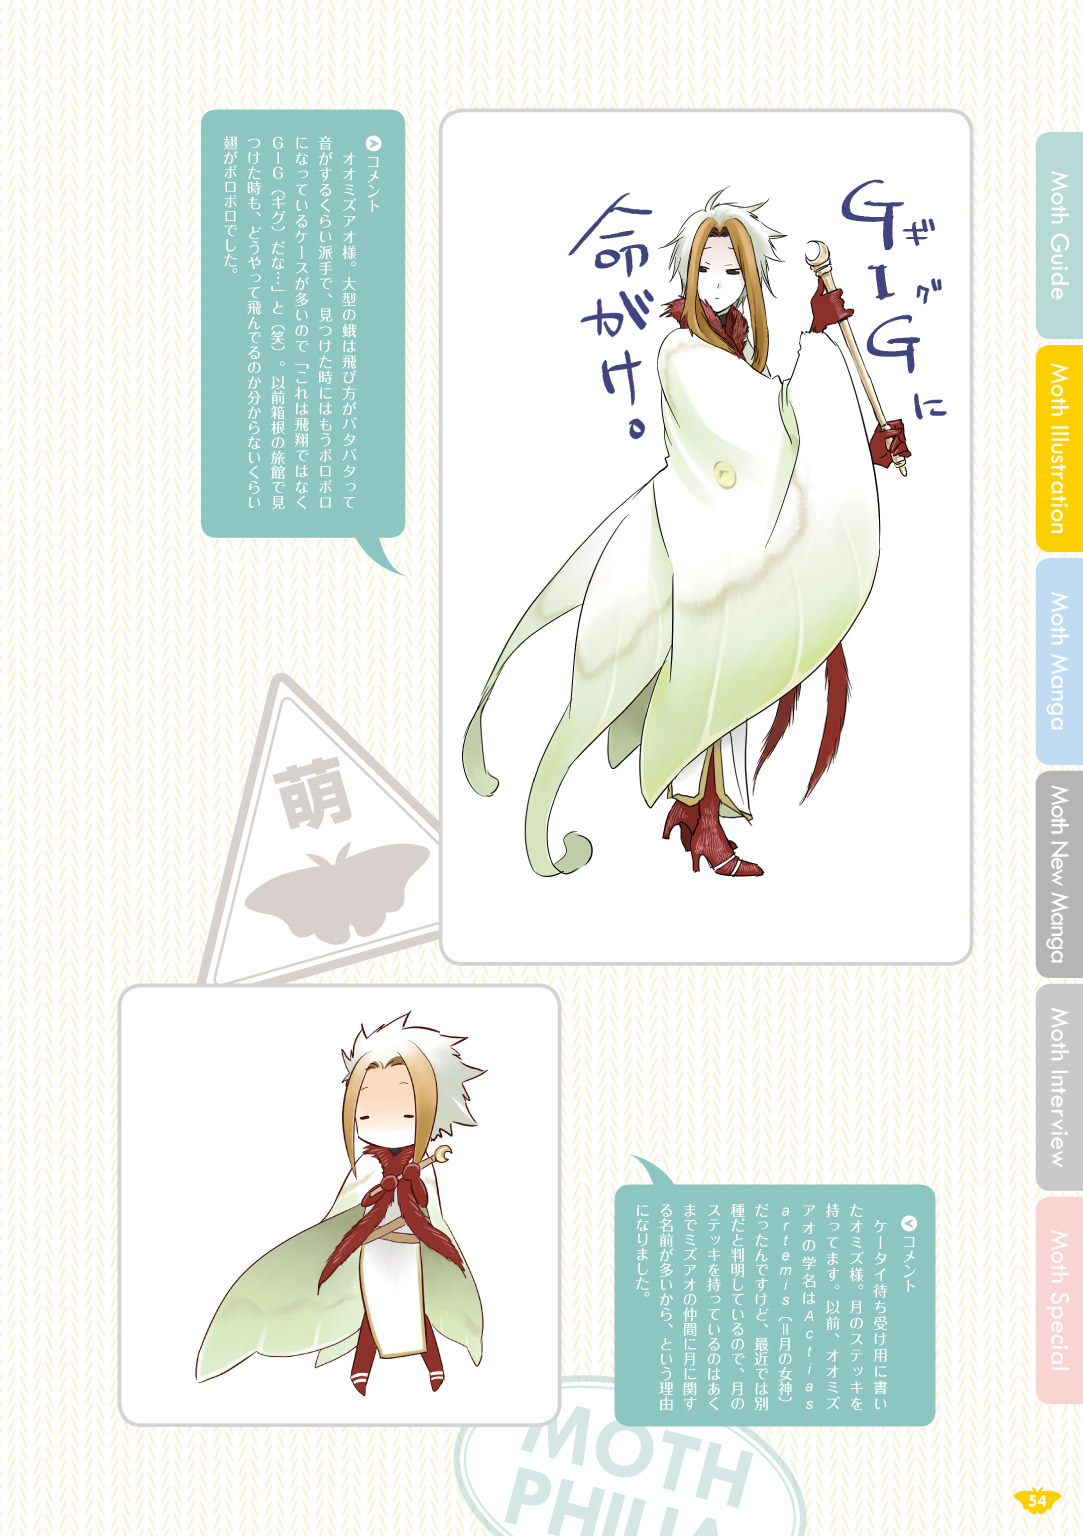 GIGに
ギグ
命がけ。
コメント
オオミズアオ様。大型の蛾は飛び方がバタバタって
音がするくらい派手で、見つけた時にはもうボロボロ
になっているケースが多いので「これは飛翔ではなく
GIG（ギグ）だな…」と（笑）。以前箱根の旅館で見
つけた時も、どうやって飛んでるのか分からないくらい
翅がボロボロでした。
萌
コメント
ケータイ待ち受け用に書い
たオミズ様。月のステッキを
持ってます。以前、オオミズ
アオの学名はActias
artemis（＝月の女神）
だったんですけど、最近では別
種だと判明しているので、月の
ステッキを持っているのはあく
までミズアオの仲間に月に関す
る名前が多いから、という理由
になりました。
MOTH
PHILIA
Moth Guide
Moth Illustration
Moth Manga
Moth New Manga
Moth Interview
Moth Special
54